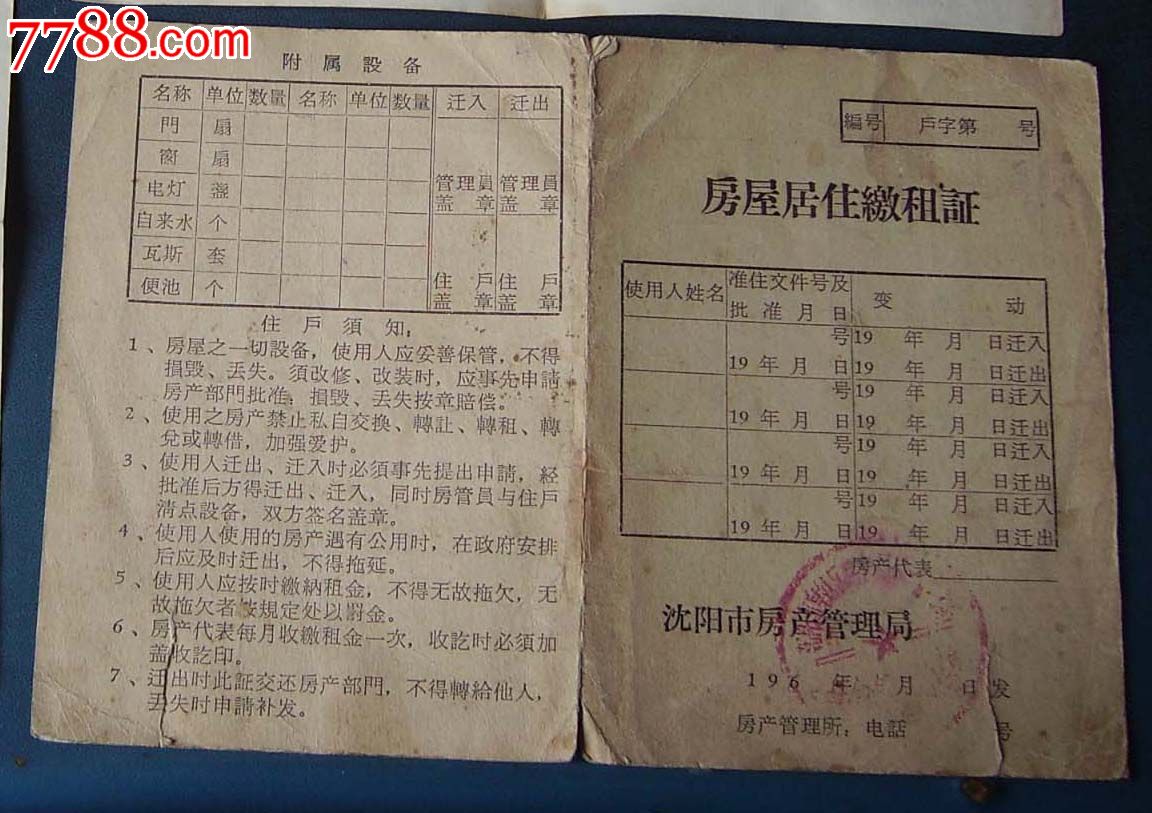 7788.com
附属設备
名称 单位 数量 名称 单位 数量 迁入 迁出
門 扇
窗 扇
电灯 盏
管理員 管理員
盖章 盖章
自来水 个
瓦斯 套
便池 个
住戶 住戶
盖章 盖章
住戶須知:
1、房屋之一切設备，使用人应妥善保管，不得
損毁、丢失。須改修、改装时，应事先申請
房产部門批准，損毁、丢失按章賠偿。
2、使用之房产禁止私自交换、轉訨、轉租、轉
兌或轉借，加强爱护。
3、使用人迁出、迁入时必須事先提出申請，経
批准后方得迁出、迁入，同时房管員与住戶
清点設备，双方签名盖章。
4、使用人使用的房产遇有公用时，在政府安排
后应及时迁出，不得拖延。
5、使用人应按时繳納租金，不得无故拖欠，无
故拖欠者按規定处以罰金。
6、房产代表每月收繳租金一次，收訖时必須加
盖收訖印。
7、迁出时此証交还房产部門，不得轉給他人，
丢失时申請补发。
編号 戶字第 号
房屋居住繳租証
使用人姓名 准住文件号及 变动
批准月日
号 19 年 月 日迁入
19 年 月 日 19 年 月 日迁出
号 19 年 月 日迁入
19 年 月 日 19 年 月 日迁出
号 19 年 月 日迁入
19 年 月 日 19 年 月 日迁出
号 19 年 月 日迁入
19 年 月 日 19 年 月 日迁出
房产代表
沈阳市房产管理局
196 年 月 日发
房产管理所: 电話 号